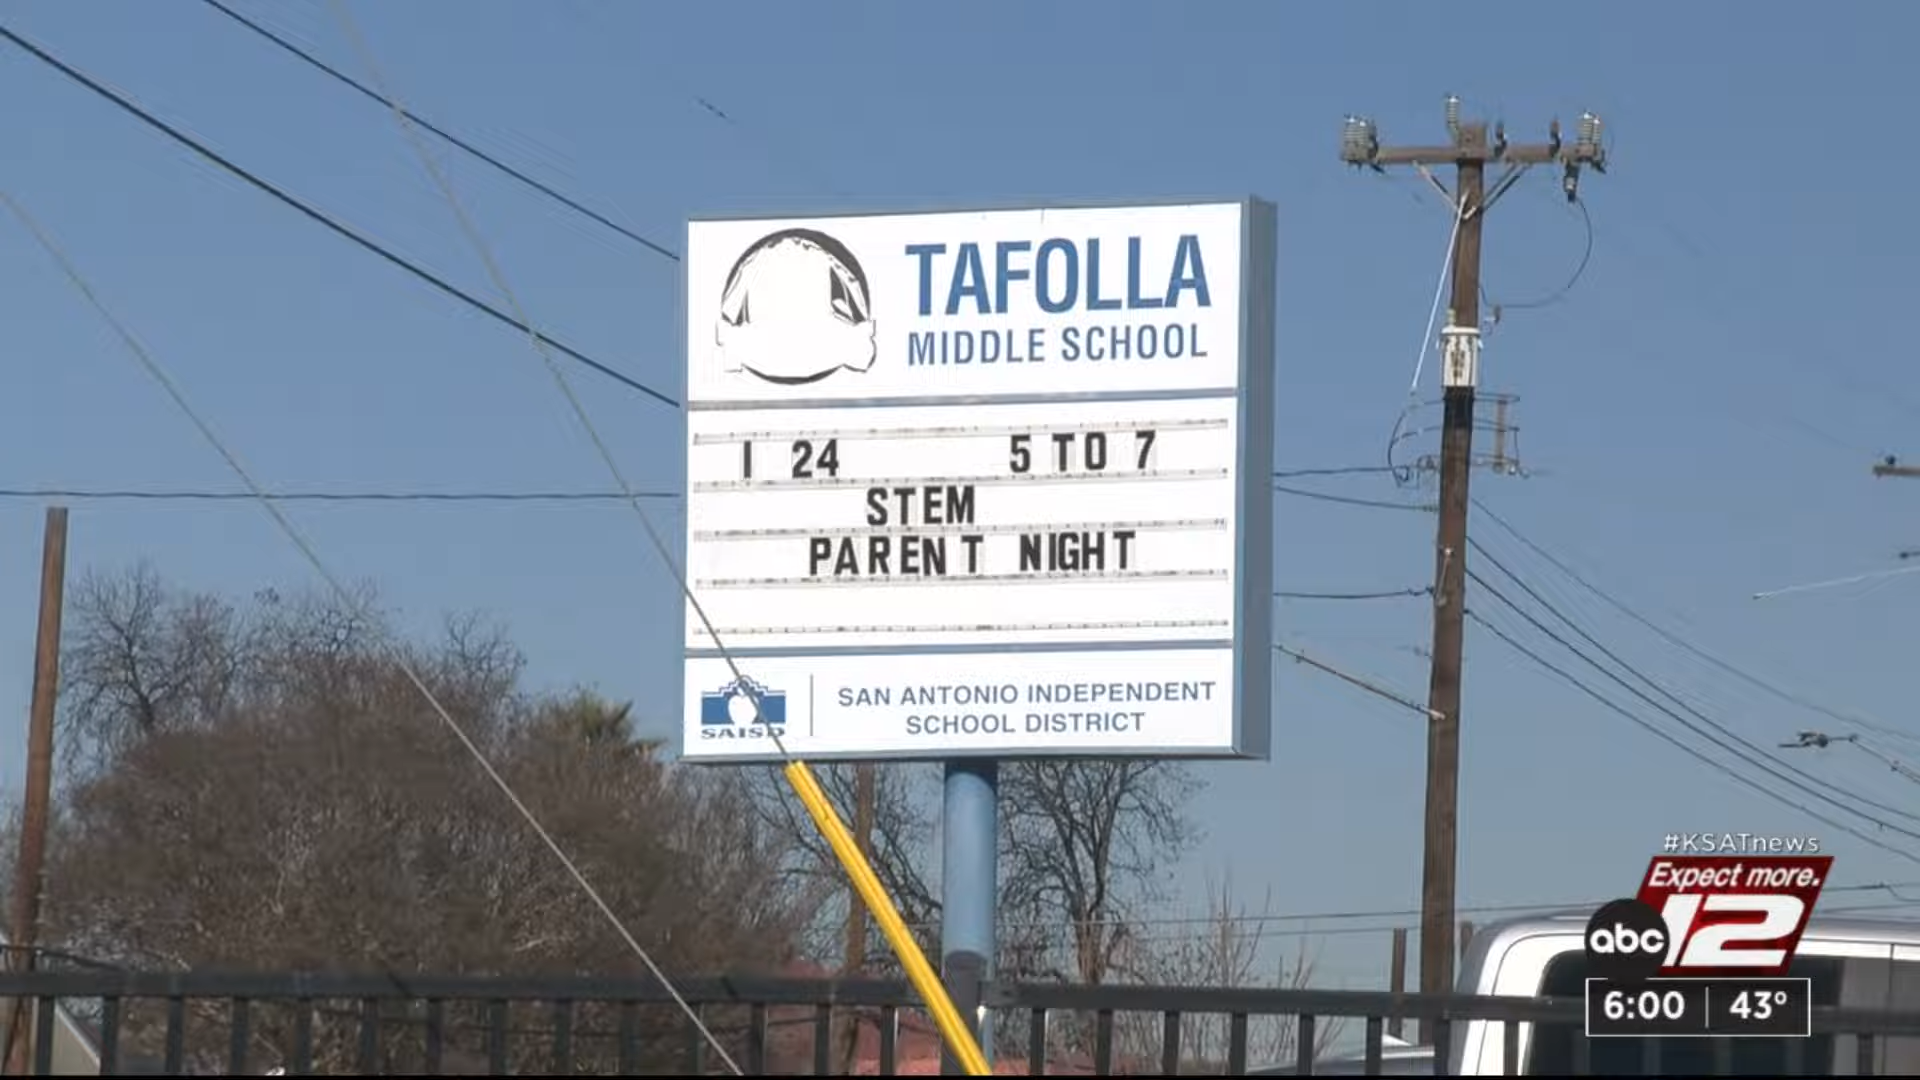 TAFOLLA
MIDDLE SCHOOL
1 24 5 TO 7
STEM
PARENT NIGHT
SAISD
SAN ANTONIO INDEPENDENT
SCHOOL DISTRICT
#KSATnews
Expect more.
abc 12
6:00 43°